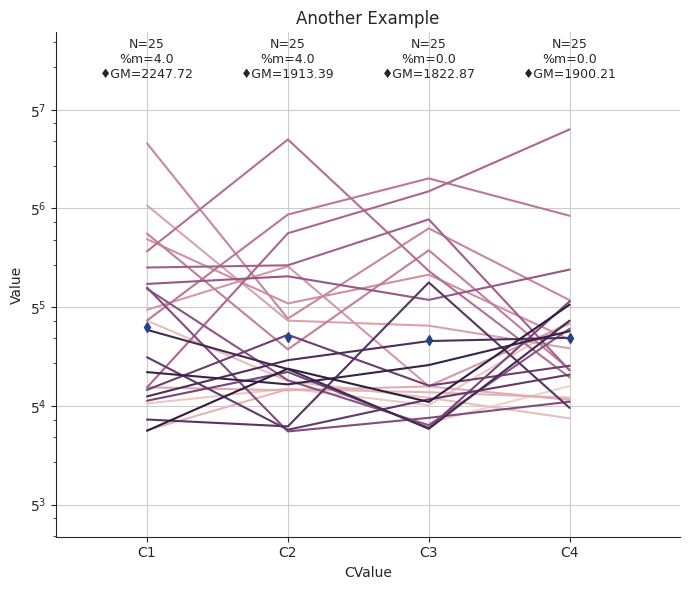 Another Example
N=25 N=25 N=25 N=25
%m=4.0 %m=4.0 %m=0.0 %m=0.0
♦GM=2247.72 ♦GM=1913.39 ♦GM=1822.87 ♦GM=1900.21
5⁷
5⁶
5⁵
5⁴
5³
Value
C1 C2 C3 C4
CValue